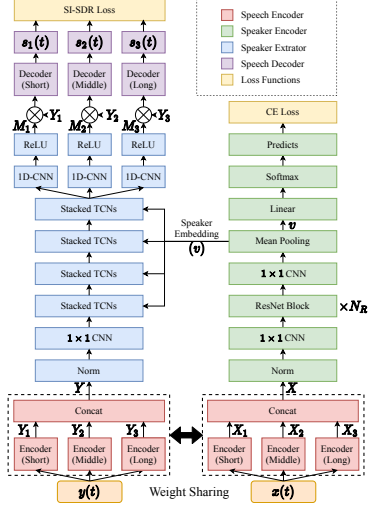 SI-SDR Loss
s₁(t) s₂(t) s₃(t)
Decoder (Short)
Decoder (Middle)
Decoder (Long)
M₁ Y₁ M₂ Y₂ M₃ Y₃
ReLU ReLU ReLU
1D-CNN 1D-CNN 1D-CNN
Stacked TCNs
Stacked TCNs
Stacked TCNs
Stacked TCNs
1 × 1 CNN
Norm
Y
Concat
Y₁ Y₂ Y₃
Encoder (Short)
Encoder (Middle)
Encoder (Long)
y(t)
Weight Sharing
Speaker Embedding
(v)
Speech Encoder
Speaker Encoder
Speaker Extrator
Speech Decoder
Loss Functions
CE Loss
Predicts
Softmax
Linear
v
Mean Pooling
1 × 1 CNN
ResNet Block
×N_R
1 × 1 CNN
Norm
X
Concat
X₁ X₂ X₃
Encoder (Short)
Encoder (Middle)
Encoder (Long)
x(t)